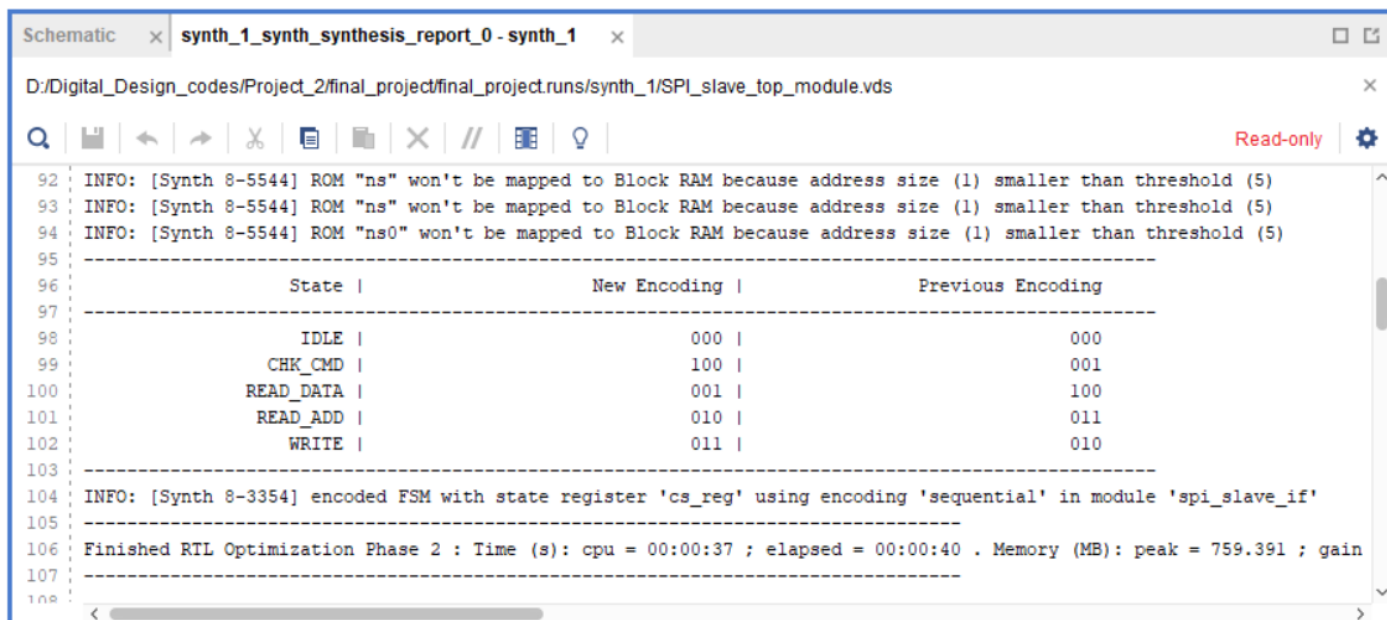 Schematic × synth_1_synth_synthesis_report_0 - synth_1 ×
D:/Digital_Design_codes/Project_2/final_project/final_project.runs/synth_1/SPI_slave_top_module.vds
Read-only
92 INFO: [Synth 8-5544] ROM "ns" won't be mapped to Block RAM because address size (1) smaller than threshold (5)
93 INFO: [Synth 8-5544] ROM "ns" won't be mapped to Block RAM because address size (1) smaller than threshold (5)
94 INFO: [Synth 8-5544] ROM "ns0" won't be mapped to Block RAM because address size (1) smaller than threshold (5)
95 ---------------------------------------------------------------------------------------------------
96 State | New Encoding | Previous Encoding
97 ---------------------------------------------------------------------------------------------------
98 IDLE | 000 | 000
99 CHK_CMD | 100 | 001
100 READ_DATA | 001 | 100
101 READ_ADD | 010 | 011
102 WRITE | 011 | 010
103 ---------------------------------------------------------------------------------------------------
104 INFO: [Synth 8-3354] encoded FSM with state register 'cs_reg' using encoding 'sequential' in module 'spi_slave_if'
105 ---------------------------------------------------------------------------------
106 Finished RTL Optimization Phase 2 : Time (s): cpu = 00:00:37 ; elapsed = 00:00:40 . Memory (MB): peak = 759.391 ; gain
107 ---------------------------------------------------------------------------------
108